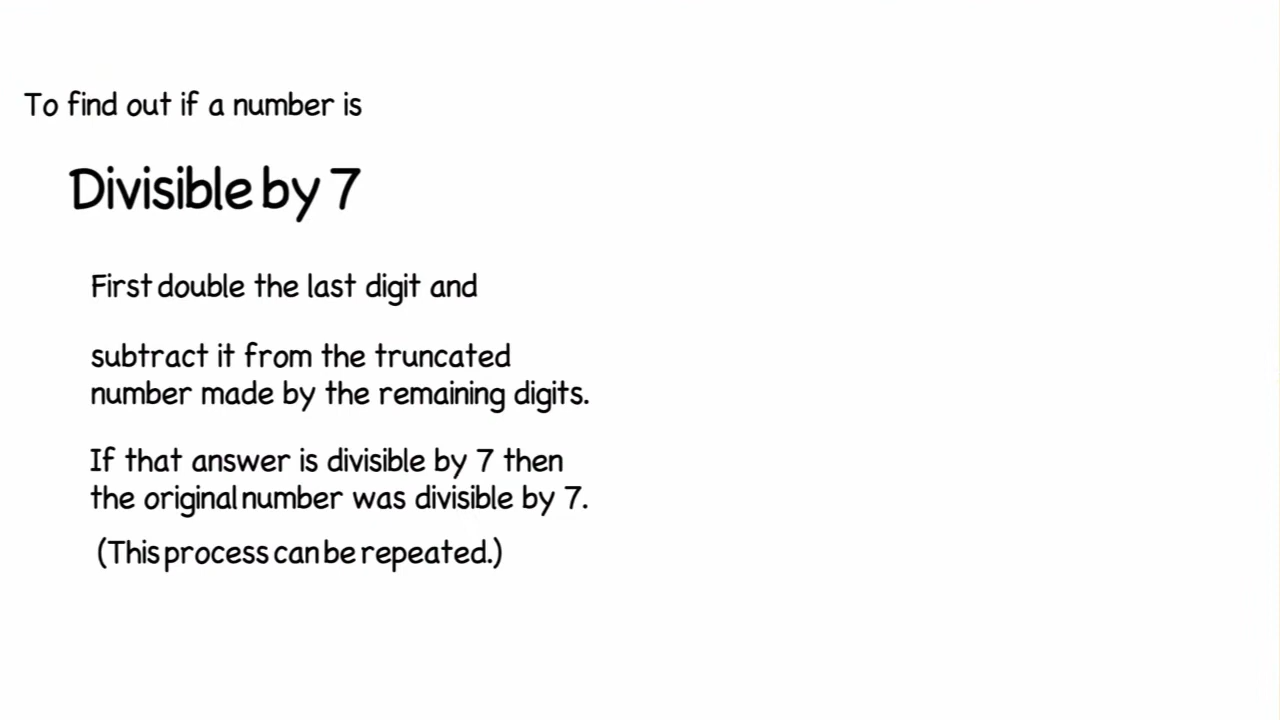 To find out if a number is
Divisible by 7
First double the last digit and
subtract it from the truncated
number made by the remaining digits.
If that answer is divisible by 7 then
the original number was divisible by 7.
(This process can be repeated.)